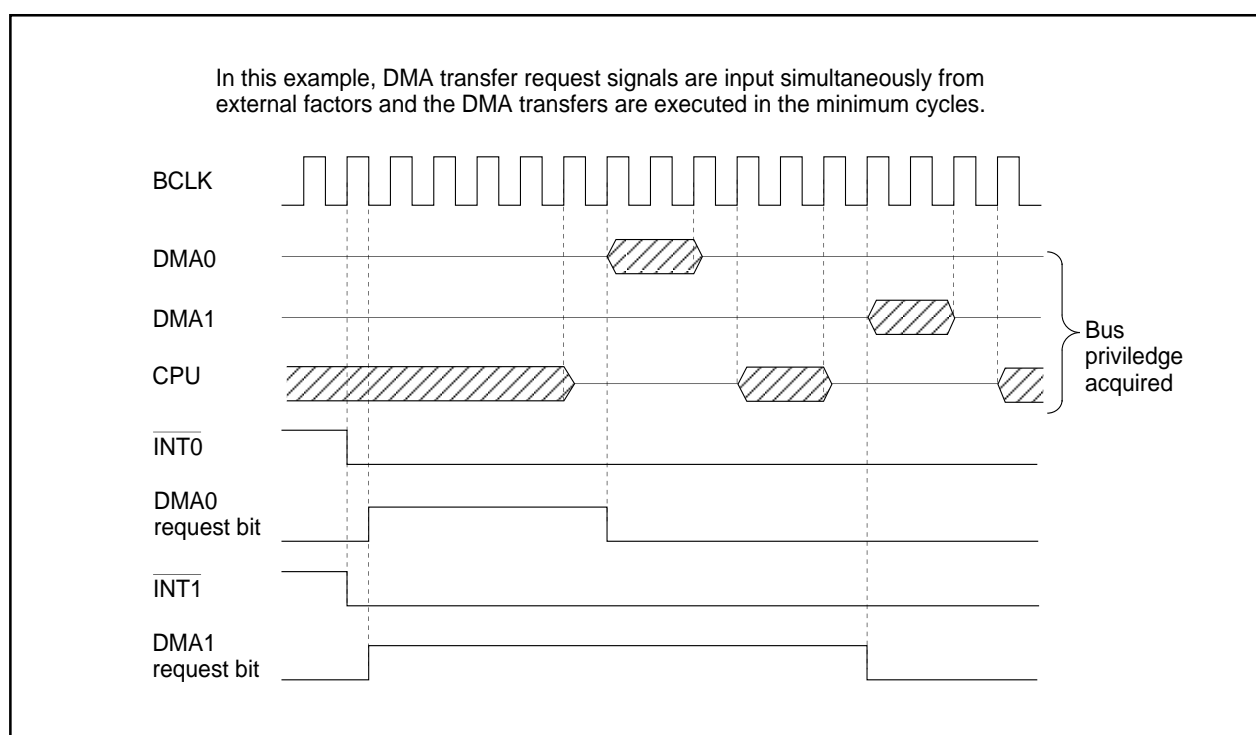 In this example, DMA transfer request signals are input simultaneously from
external factors and the DMA transfers are executed in the minimum cycles.
BCLK
DMA0
DMA1
CPU
Bus
priviledge
acquired
INT0
DMA0
request bit
INT1
DMA1
request bit